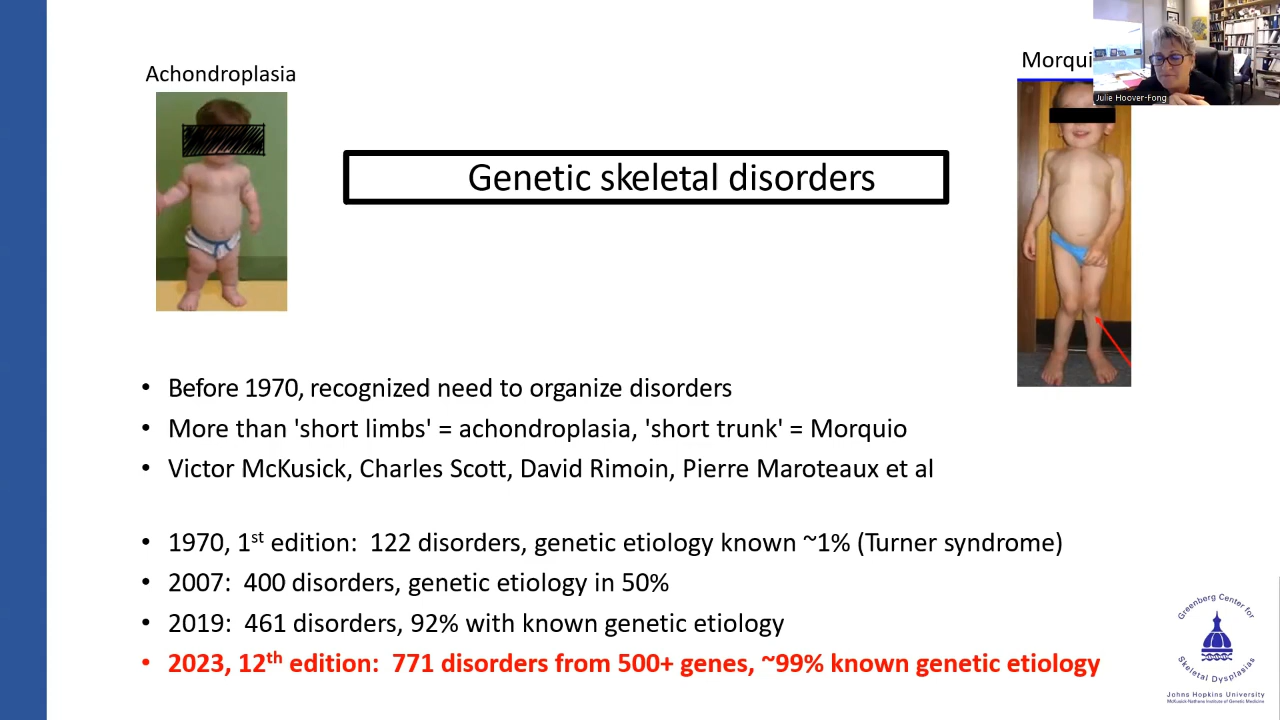 Achondroplasia
Morqui
Julie Hoover-Fong
Genetic skeletal disorders
• Before 1970, recognized need to organize disorders
• More than 'short limbs' = achondroplasia, 'short trunk' = Morquio
• Victor McKusick, Charles Scott, David Rimoin, Pierre Maroteaux et al
• 1970, 1st edition: 122 disorders, genetic etiology known ~1% (Turner syndrome)
• 2007: 400 disorders, genetic etiology in 50%
• 2019: 461 disorders, 92% with known genetic etiology
• 2023, 12th edition: 771 disorders from 500+ genes, ~99% known genetic etiology
Greenberg Center for
Skeletal Dysplasias
Johns Hopkins University
McKusick-Nathans Institute of Genetic Medicine